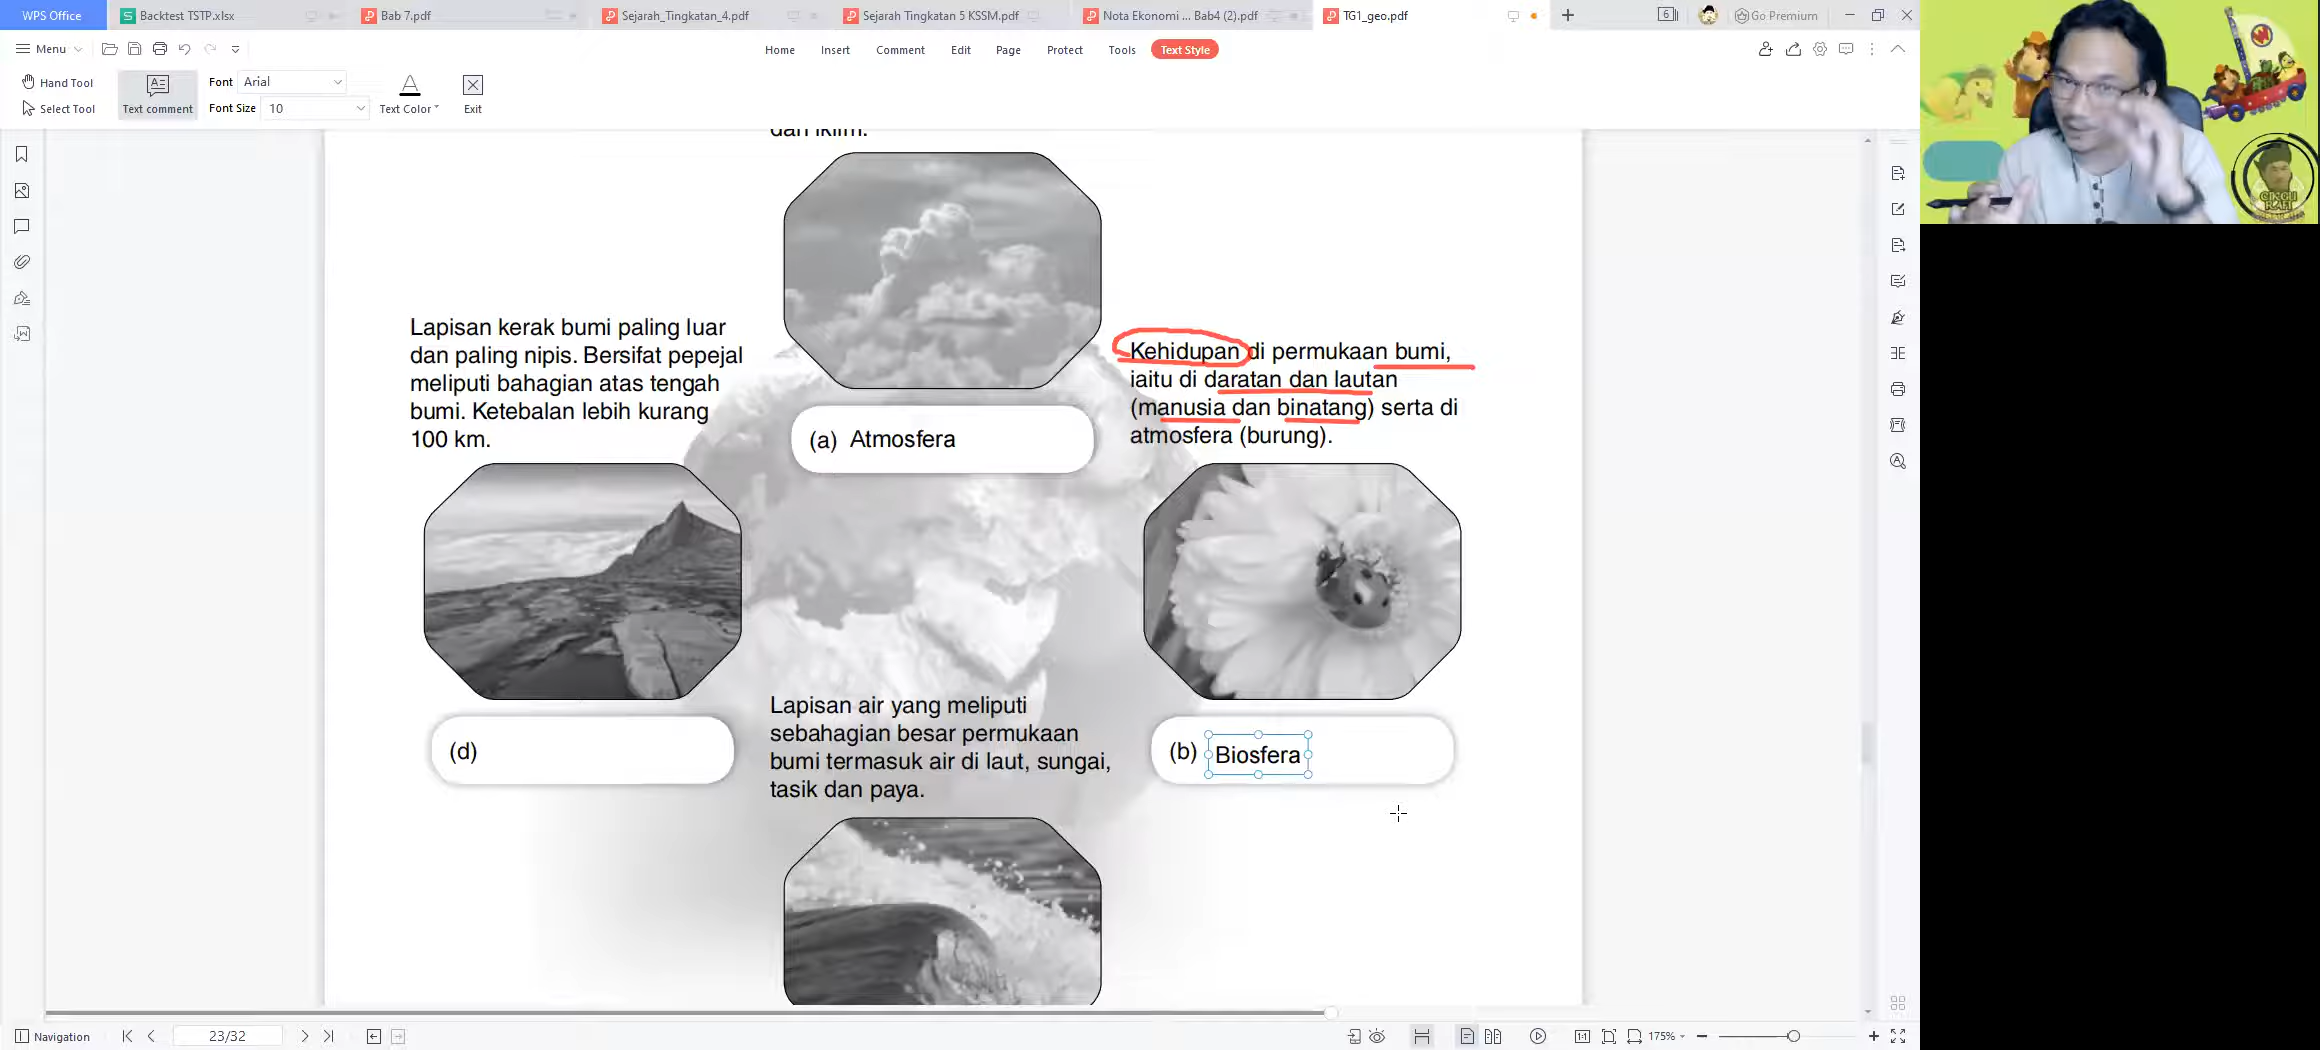 WPS Office
Backtest TSTP.xlsx
Bab 7.pdf
Sejarah_Tingkatan_4.pdf
Sejarah Tingkatan 5 KSSM.pdf
Nota Ekonomi ... Bab4 (2).pdf
TG1_geo.pdf
6
Go Premium
Menu
Home Insert Comment Edit Page Protect Tools Text Style
Hand Tool
Select Tool
Text comment
Font Arial
Font Size 10
Text Color
Exit
dan iklim.
Lapisan kerak bumi paling luar
dan paling nipis. Bersifat pepejal
meliputi bahagian atas tengah
bumi. Ketebalan lebih kurang
100 km.
(a) Atmosfera
Kehidupan di permukaan bumi,
iaitu di daratan dan lautan
(manusia dan binatang) serta di
atmosfera (burung).
(d)
Lapisan air yang meliputi
sebahagian besar permukaan
bumi termasuk air di laut, sungai,
tasik dan paya.
(b) Biosfera
Navigation
23/32
1:1
175%
W